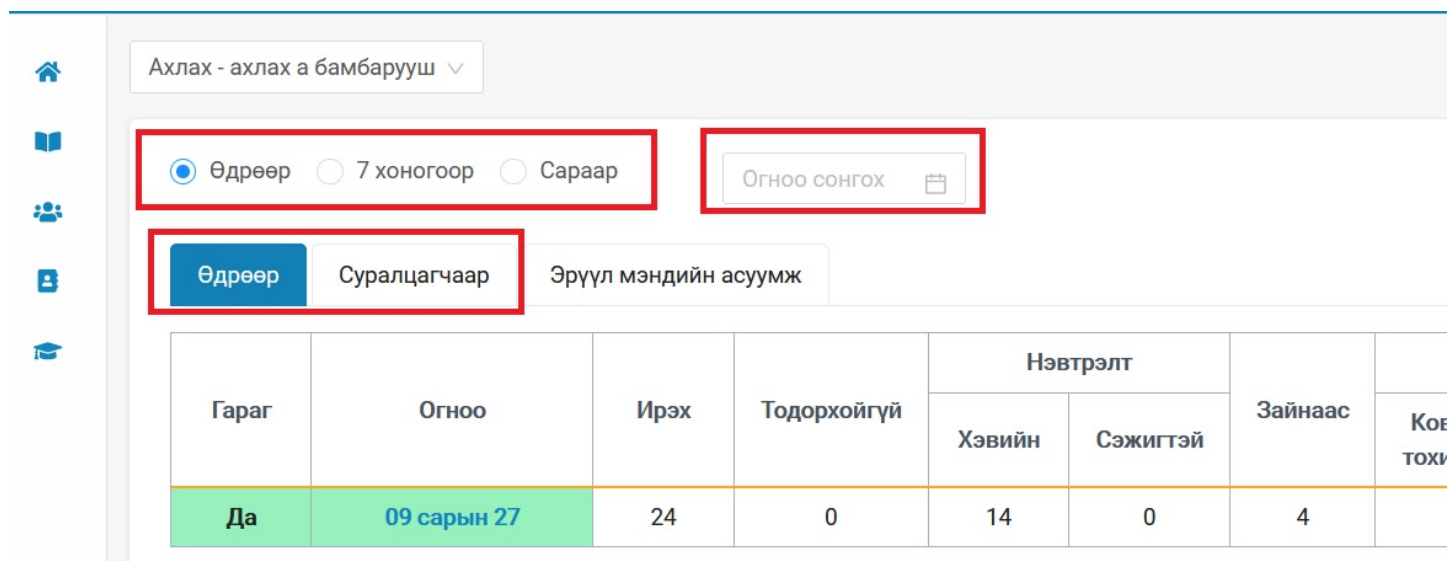 Ахлах - ахлах а бамбарууш
Өдрөөр 7 хоногоор Сараар
Огноо сонгох
Өдрөөр Суралцагчаар Эрүүл мэндийн асуумж
Нэвтрэлт
Гараг Огноо Ирэх Тодорхойгүй Зайнаас
Хэвийн Сэжигтэй
Да 09 сарын 27 24 0 14 0 4